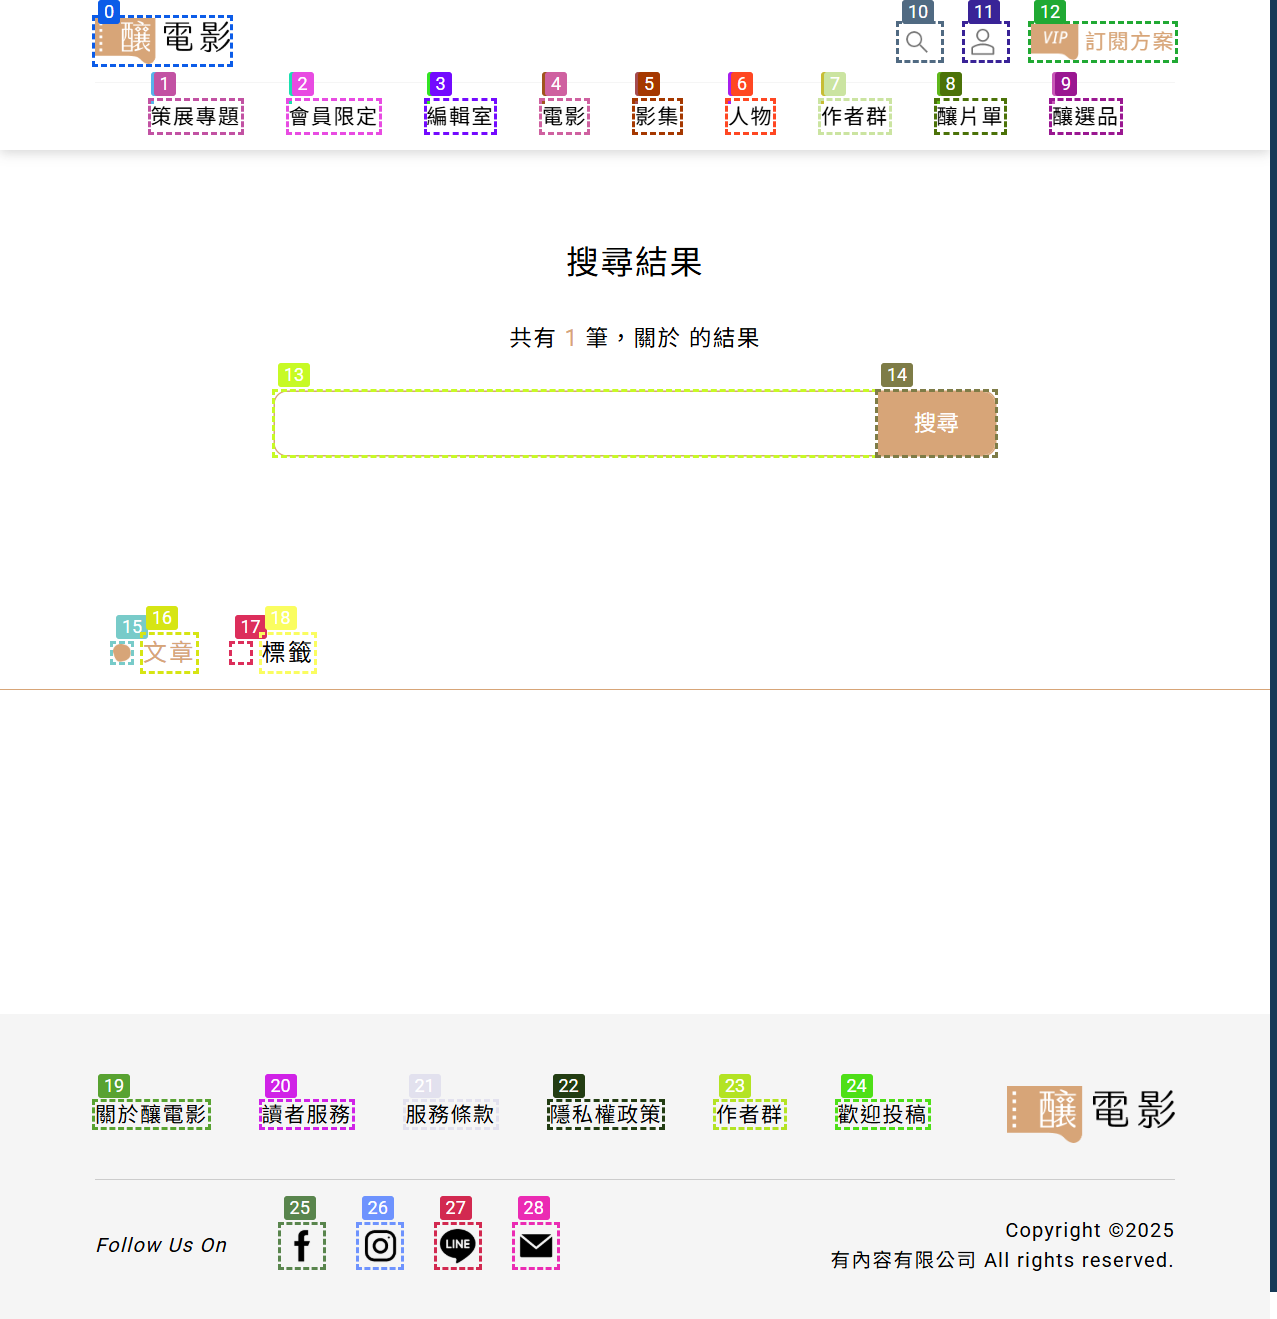 0
釀電影
10
11
12
VIP 訂閱方案
1
2
3
4
5
6
7
8
9
策展專題
會員限定
編輯室
電影
影集
人物
作者群
釀片單
釀選品
搜尋結果
共有 1 筆，關於 的結果
13
14
搜尋
15
16
文章
17
18
標籤
19
20
21
22
23
24
關於釀電影
讀者服務
服務條款
隱私權政策
作者群
歡迎投稿
釀電影
25
26
27
28
Follow Us On
LINE
Copyright ©2025
有內容有限公司 All rights reserved.